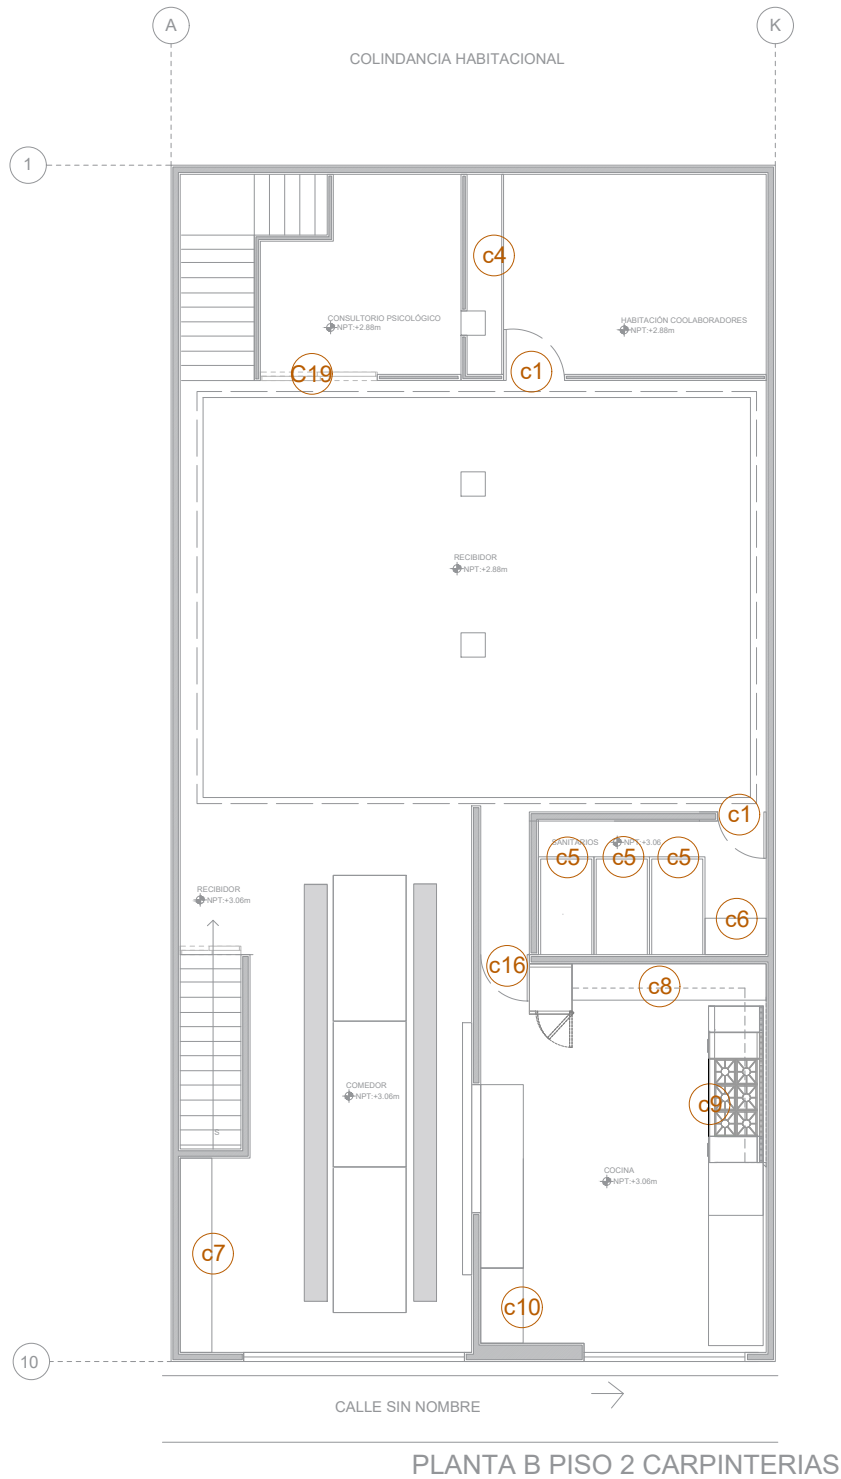 A
K
COLINDANCIA HABITACIONAL
1
c4
CONSULTORIO PSICOLÓGICO
NPT:+2.88m
HABITACIÓN COOLABORADORES
NPT:+2.88m
C19
c1
RECIBIDOR
NPT:+2.88m
c1
SANITARIOS
NPT:+3.06
c5
c5
c5
RECIBIDOR
NPT:+3.06m
c6
c16
c8
COMEDOR
NPT:+3.06m
c9
S
COCINA
NPT:+3.06m
c7
c10
10
CALLE SIN NOMBRE
PLANTA B PISO 2 CARPINTERIAS